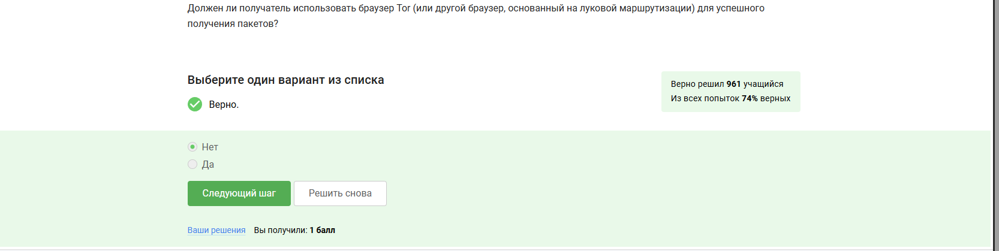 Должен ли получатель использовать браузер Tor (или другой браузер, основанный на луковой маршрутизации) для успешного
получения пакетов?
Выберите один вариант из списка
Верно.
Верно решил 961 учащийся
Из всех попыток 74% верных
Нет
Да
Следующий шаг
Решить снова
Ваши решения Вы получили: 1 балл